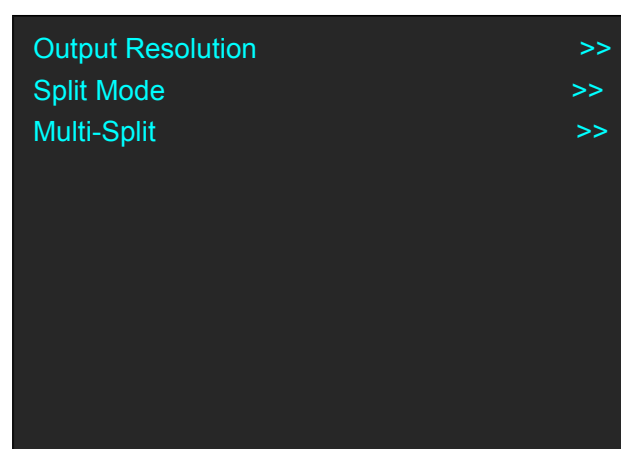 Output Resolution >>
Split Mode >>
Multi-Split >>